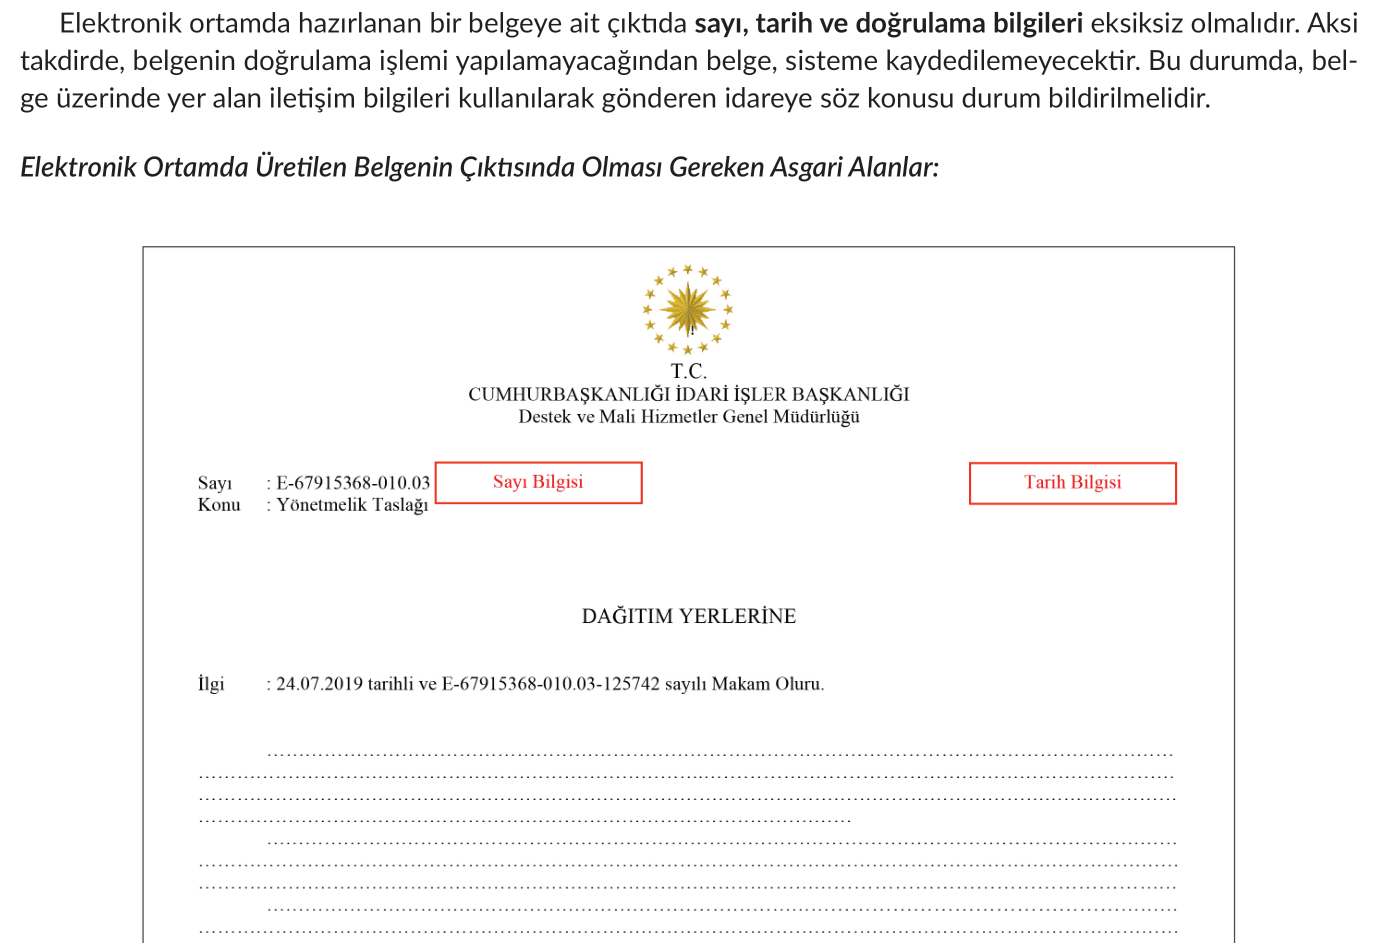 Elektronik ortamda hazırlanan bir belgeye ait çıktıda sayı, tarih ve doğrulama bilgileri eksiksiz olmalıdır. Aksi
takdirde, belgenin doğrulama işlemi yapılamayacağından belge, sisteme kaydedilemeyecektir. Bu durumda, bel-
ge üzerinde yer alan iletişim bilgileri kullanılarak gönderen idareye söz konusu durum bildirilmelidir.
Elektronik Ortamda Üretilen Belgenin Çıktısında Olması Gereken Asgari Alanlar:
T.C.
CUMHURBAŞKANLIĞI İDARİ İŞLER BAŞKANLIĞI
Destek ve Mali Hizmetler Genel Müdürlüğü
Sayı : E-67915368-010.03 Sayı Bilgisi Tarih Bilgisi
Konu : Yönetmelik Taslağı
DAĞITIM YERLERİNE
İlgi : 24.07.2019 tarihli ve E-67915368-010.03-125742 sayılı Makam Oluru.